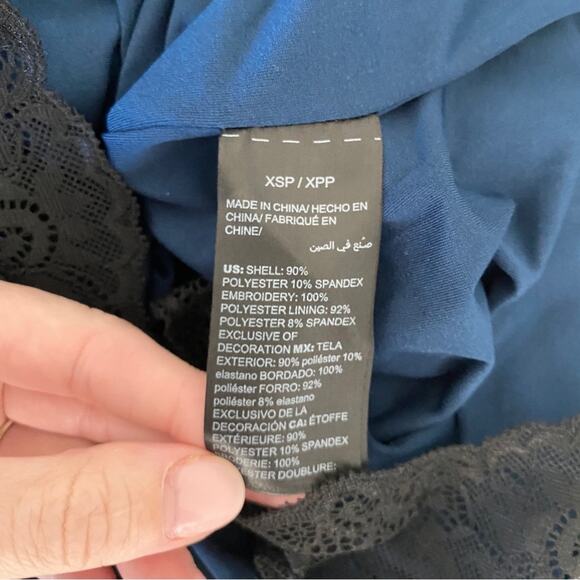 XSP / XPP
MADE IN CHINA/ HECHO EN
CHINA/ FABRIQUÉ EN
CHINE/
صنع في الصين
US: SHELL: 90%
POLYESTER 10% SPANDEX
EMBROIDERY: 100%
POLYESTER LINING: 92%
POLYESTER 8% SPANDEX
EXCLUSIVE OF
DECORATION MX: TELA
EXTERIOR: 90% poliéster 10%
elastano BORDADO: 100%
poliéster FORRO: 92%
poliéster 8% elastano
EXCLUSIVO DE LA
DECORACIÓN CA: ÉTOFFE
EXTÉRIEURE: 90%
POLYESTER 10% SPANDEX
100%
DOUBLURE: